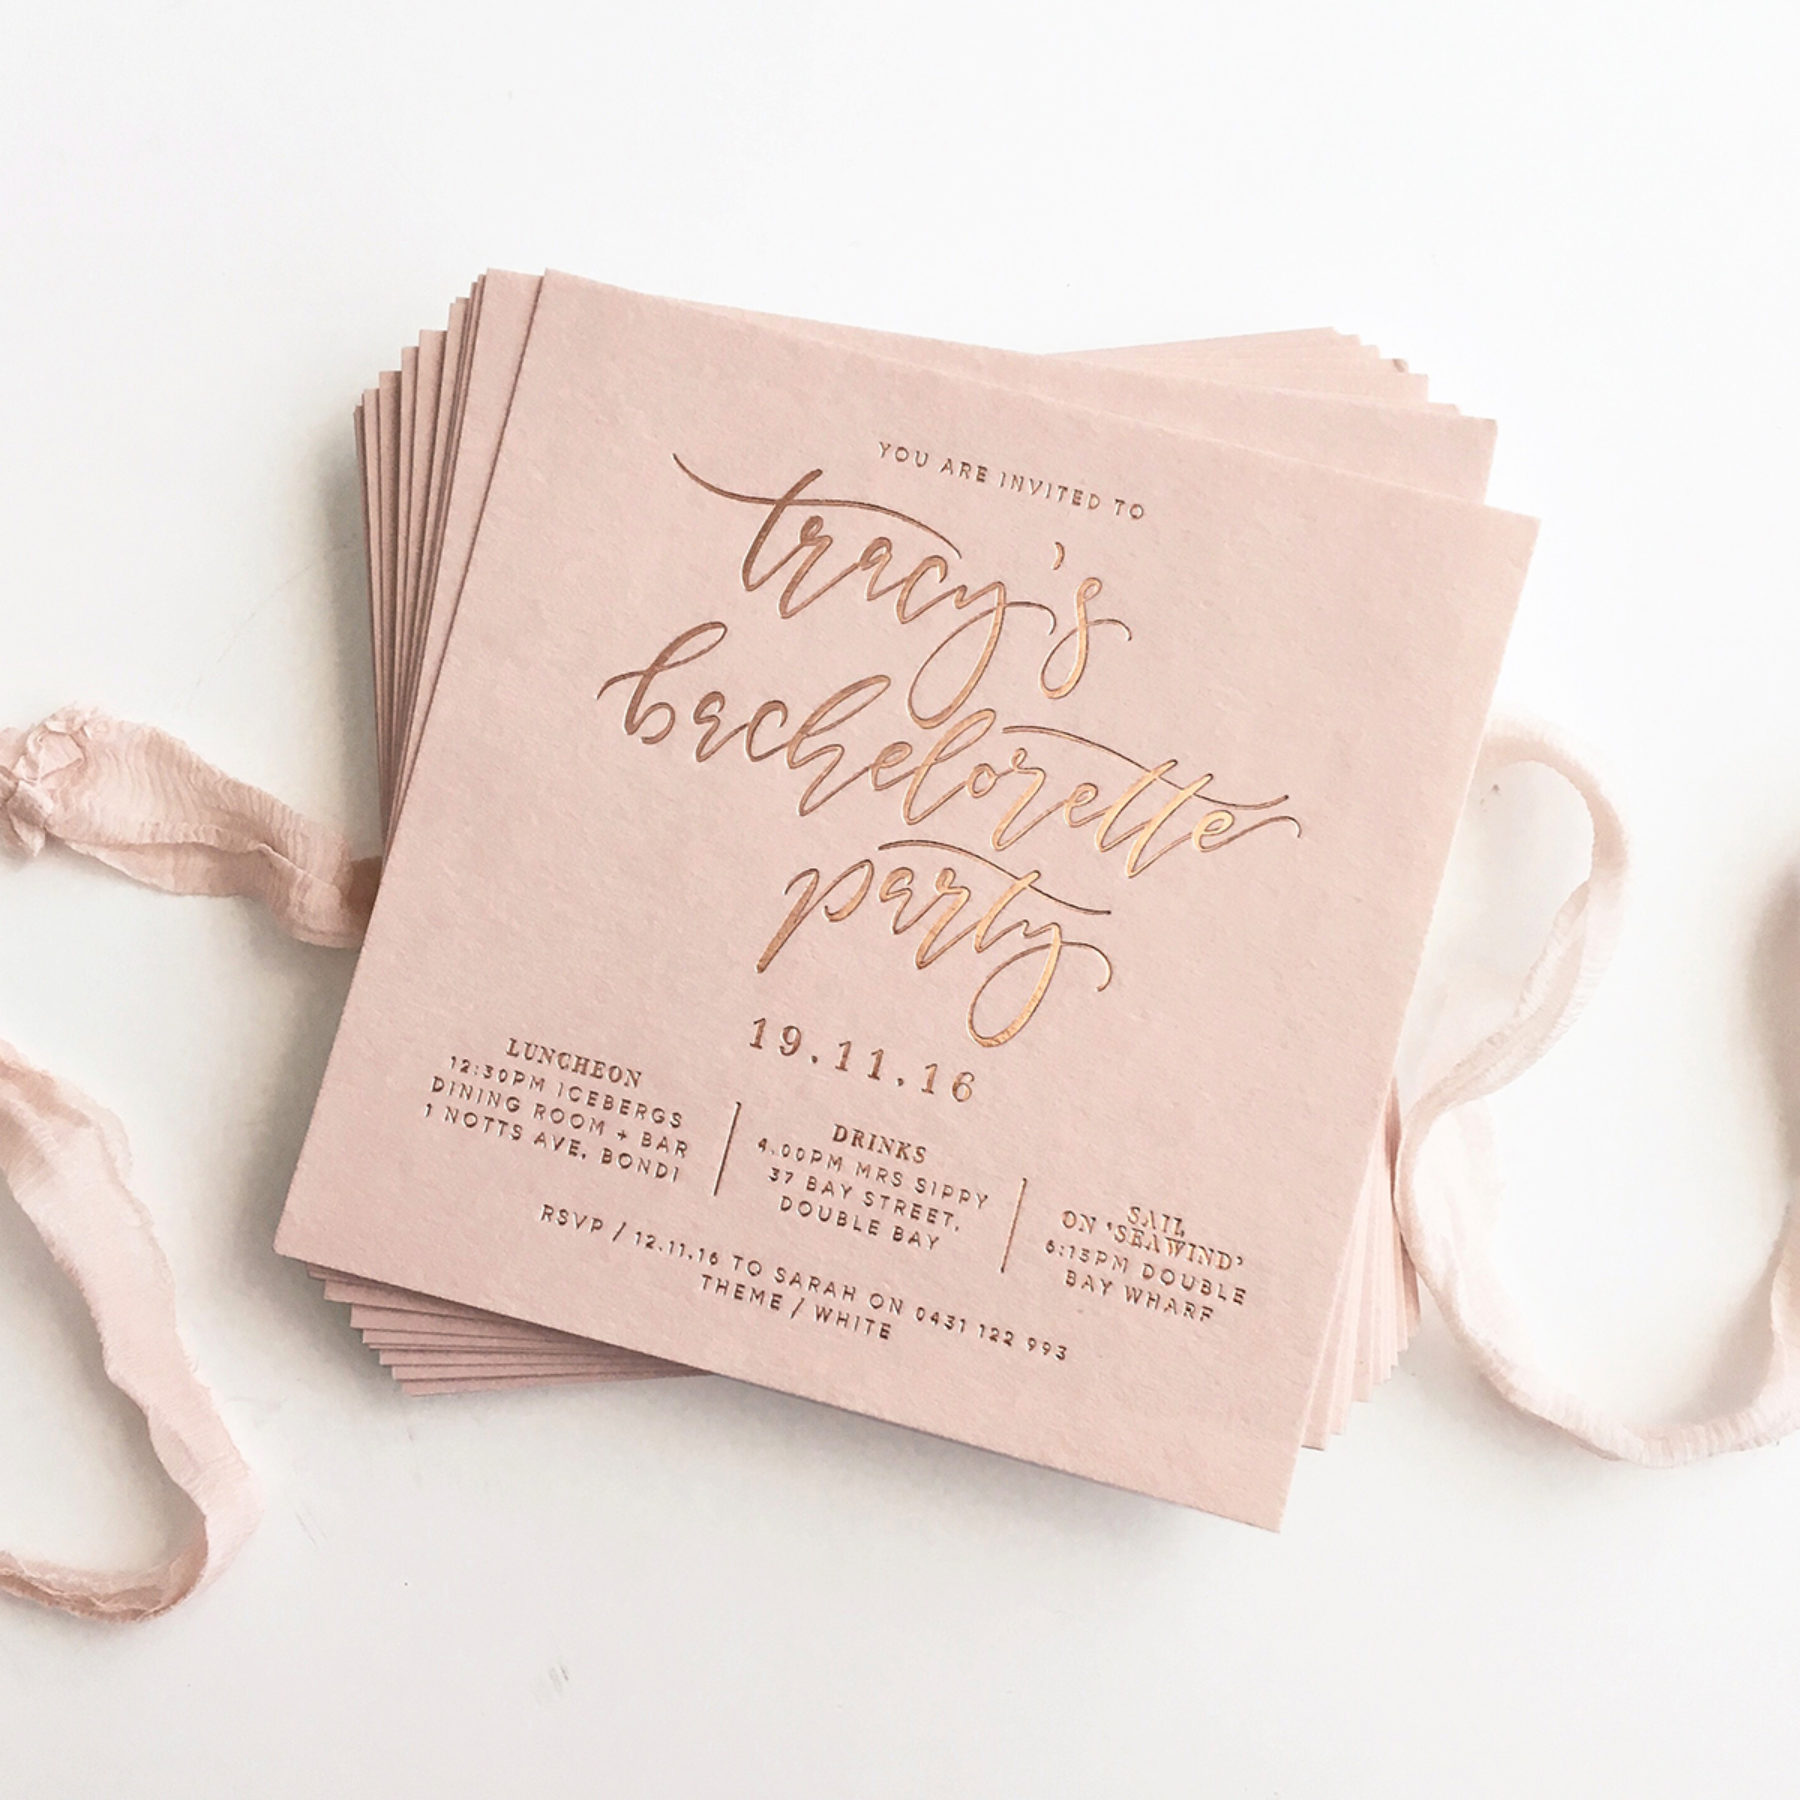 YOU ARE INVITED TO
tracy's
bachelorette
party
19.11.16
LUNCHEON
12:30PM ICEBERGS
DINING ROOM + BAR
1 NOTTS AVE, BONDI
DRINKS
4.00PM MRS SIPPY
37 BAY STREET,
DOUBLE BAY
SAIL
ON 'SEAWIND'
6:15PM DOUBLE
BAY WHARF
RSVP / 12.11.16 TO SARAH ON 0431 122 993
THEME / WHITE